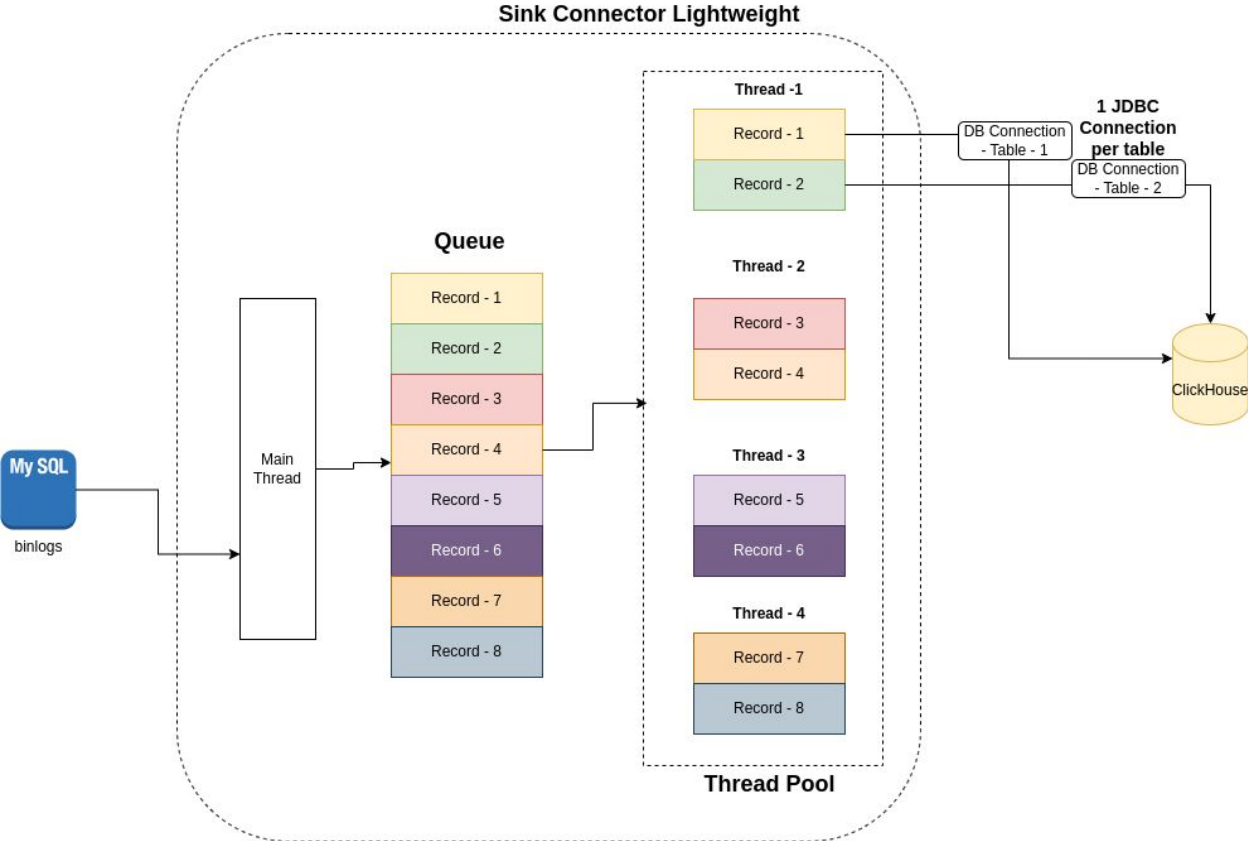 Sink Connector Lightweight
My SQL
binlogs
Main
Thread
Queue
Record - 1
Record - 2
Record - 3
Record - 4
Record - 5
Record - 6
Record - 7
Record - 8
Thread -1
Record - 1
Record - 2
Thread - 2
Record - 3
Record - 4
Thread - 3
Record - 5
Record - 6
Thread - 4
Record - 7
Record - 8
Thread Pool
DB Connection
- Table - 1
1 JDBC
Connection
per table
DB Connection
- Table - 2
ClickHouse